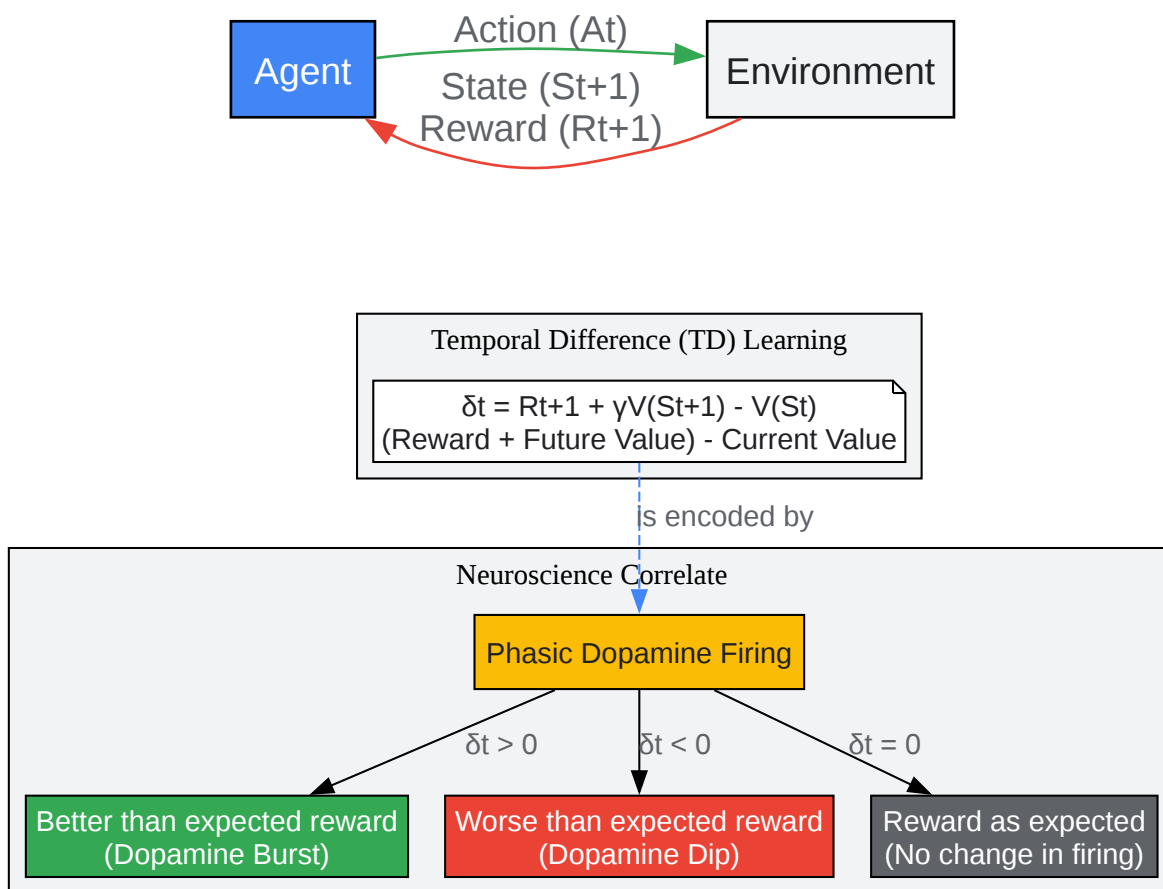 Action (At)
Agent
Environment
State (St+1)
Reward (Rt+1)
Temporal Difference (TD) Learning
δt = Rt+1 + γV(St+1) - V(St)
(Reward + Future Value) - Current Value
is encoded by
Neuroscience Correlate
Phasic Dopamine Firing
δt > 0
δt < 0
δt = 0
Better than expected reward
(Dopamine Burst)
Worse than expected reward
(Dopamine Dip)
Reward as expected
(No change in firing)